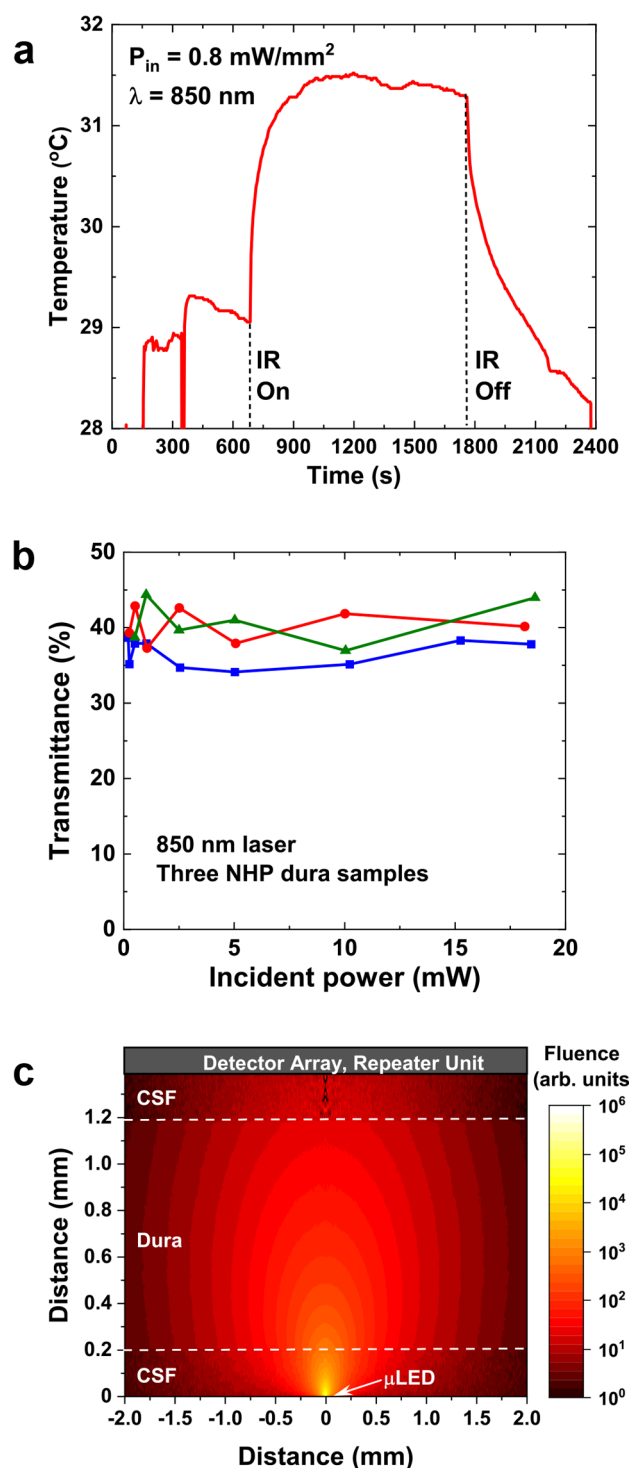 a
P_in = 0.8 mW/mm²
λ = 850 nm
32
31
30
29
28
Temperature (°C)
IR
On
IR
Off
0 300 600 900 1200 1500 1800 2100 2400
Time (s)
b
50
40
30
20
10
0
Transmittance (%)
850 nm laser
Three NHP dura samples
0 5 10 15 20
Incident power (mW)
c
Detector Array, Repeater Unit
Fluence
(arb. units
CSF
Dura
CSF
μLED
1.2
1.0
0.8
0.6
0.4
0.2
0
Distance (mm)
-2.0 -1.5 -1.0 -0.5 0 0.5 1.0 1.5 2.0
Distance (mm)
10⁶
10⁵
10⁴
10³
10²
10¹
10⁰